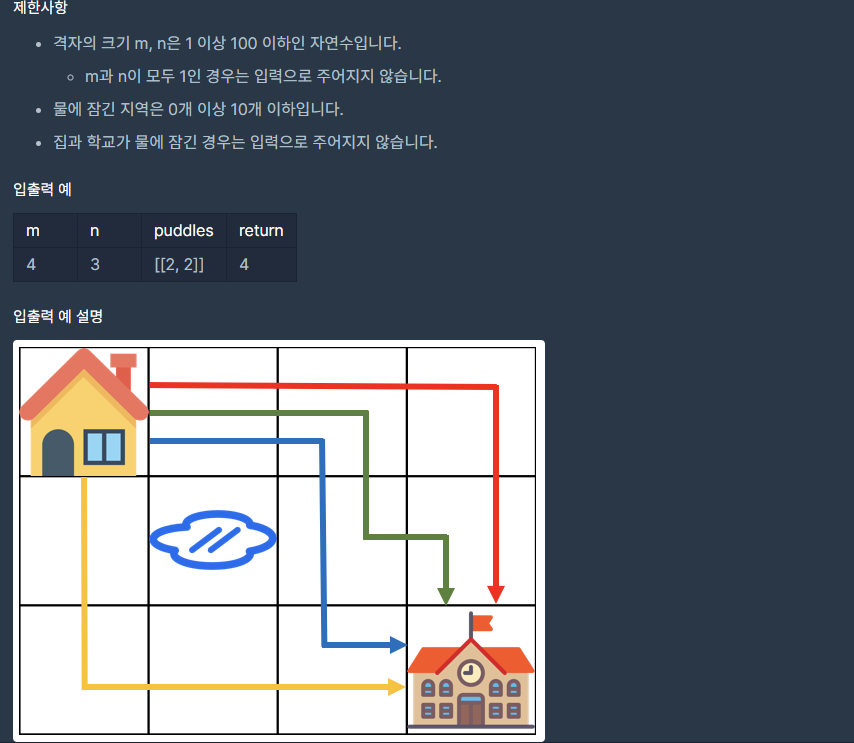 제한사항
격자의 크기 m, n은 1 이상 100 이하인 자연수입니다.
m과 n이 모두 1인 경우는 입력으로 주어지지 않습니다.
물에 잠긴 지역은 0개 이상 10개 이하입니다.
집과 학교가 물에 잠긴 경우는 입력으로 주어지지 않습니다.
입출력 예
m n puddles return
4 3 [[2, 2]] 4
입출력 예 설명